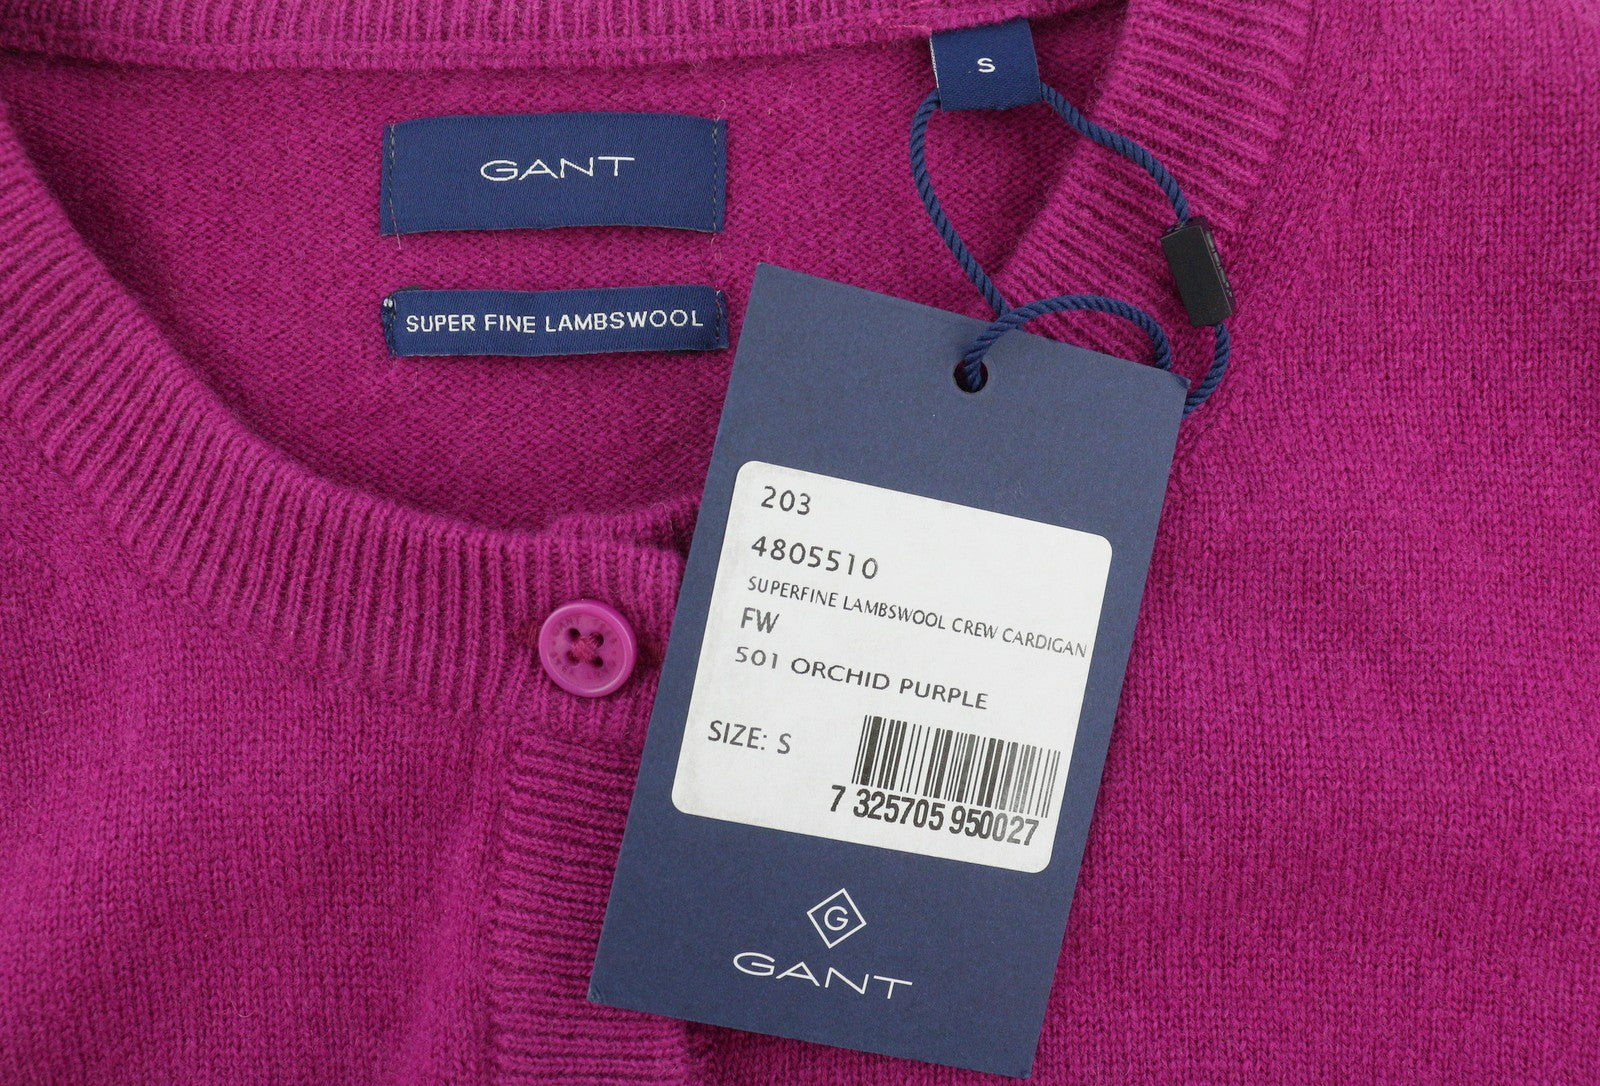 S
GANT
SUPER FINE LAMBSWOOL
203
4805510
SUPERFINE LAMBSWOOL CREW CARDIGAN
FW
501 ORCHID PURPLE
SIZE: S
7 325705 950027
G
GANT